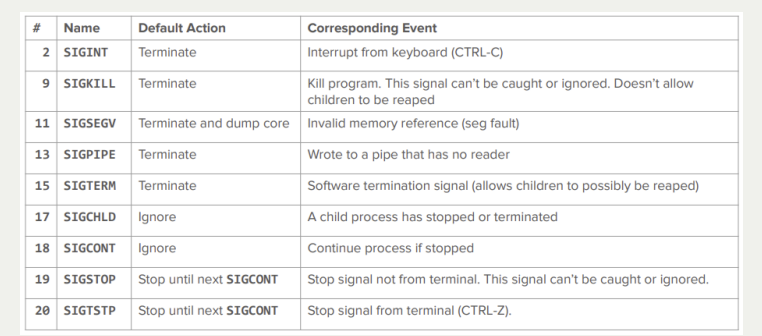 # Name Default Action Corresponding Event
2 SIGINT Terminate Interrupt from keyboard (CTRL-C)
9 SIGKILL Terminate Kill program. This signal can't be caught or ignored. Doesn't allow
children to be reaped
11 SIGSEGV Terminate and dump core Invalid memory reference (seg fault)
13 SIGPIPE Terminate Wrote to a pipe that has no reader
15 SIGTERM Terminate Software termination signal (allows children to possibly be reaped)
17 SIGCHLD Ignore A child process has stopped or terminated
18 SIGCONT Ignore Continue process if stopped
19 SIGSTOP Stop until next SIGCONT Stop signal not from terminal. This signal can't be caught or ignored.
20 SIGTSTP Stop until next SIGCONT Stop signal from terminal (CTRL-Z).